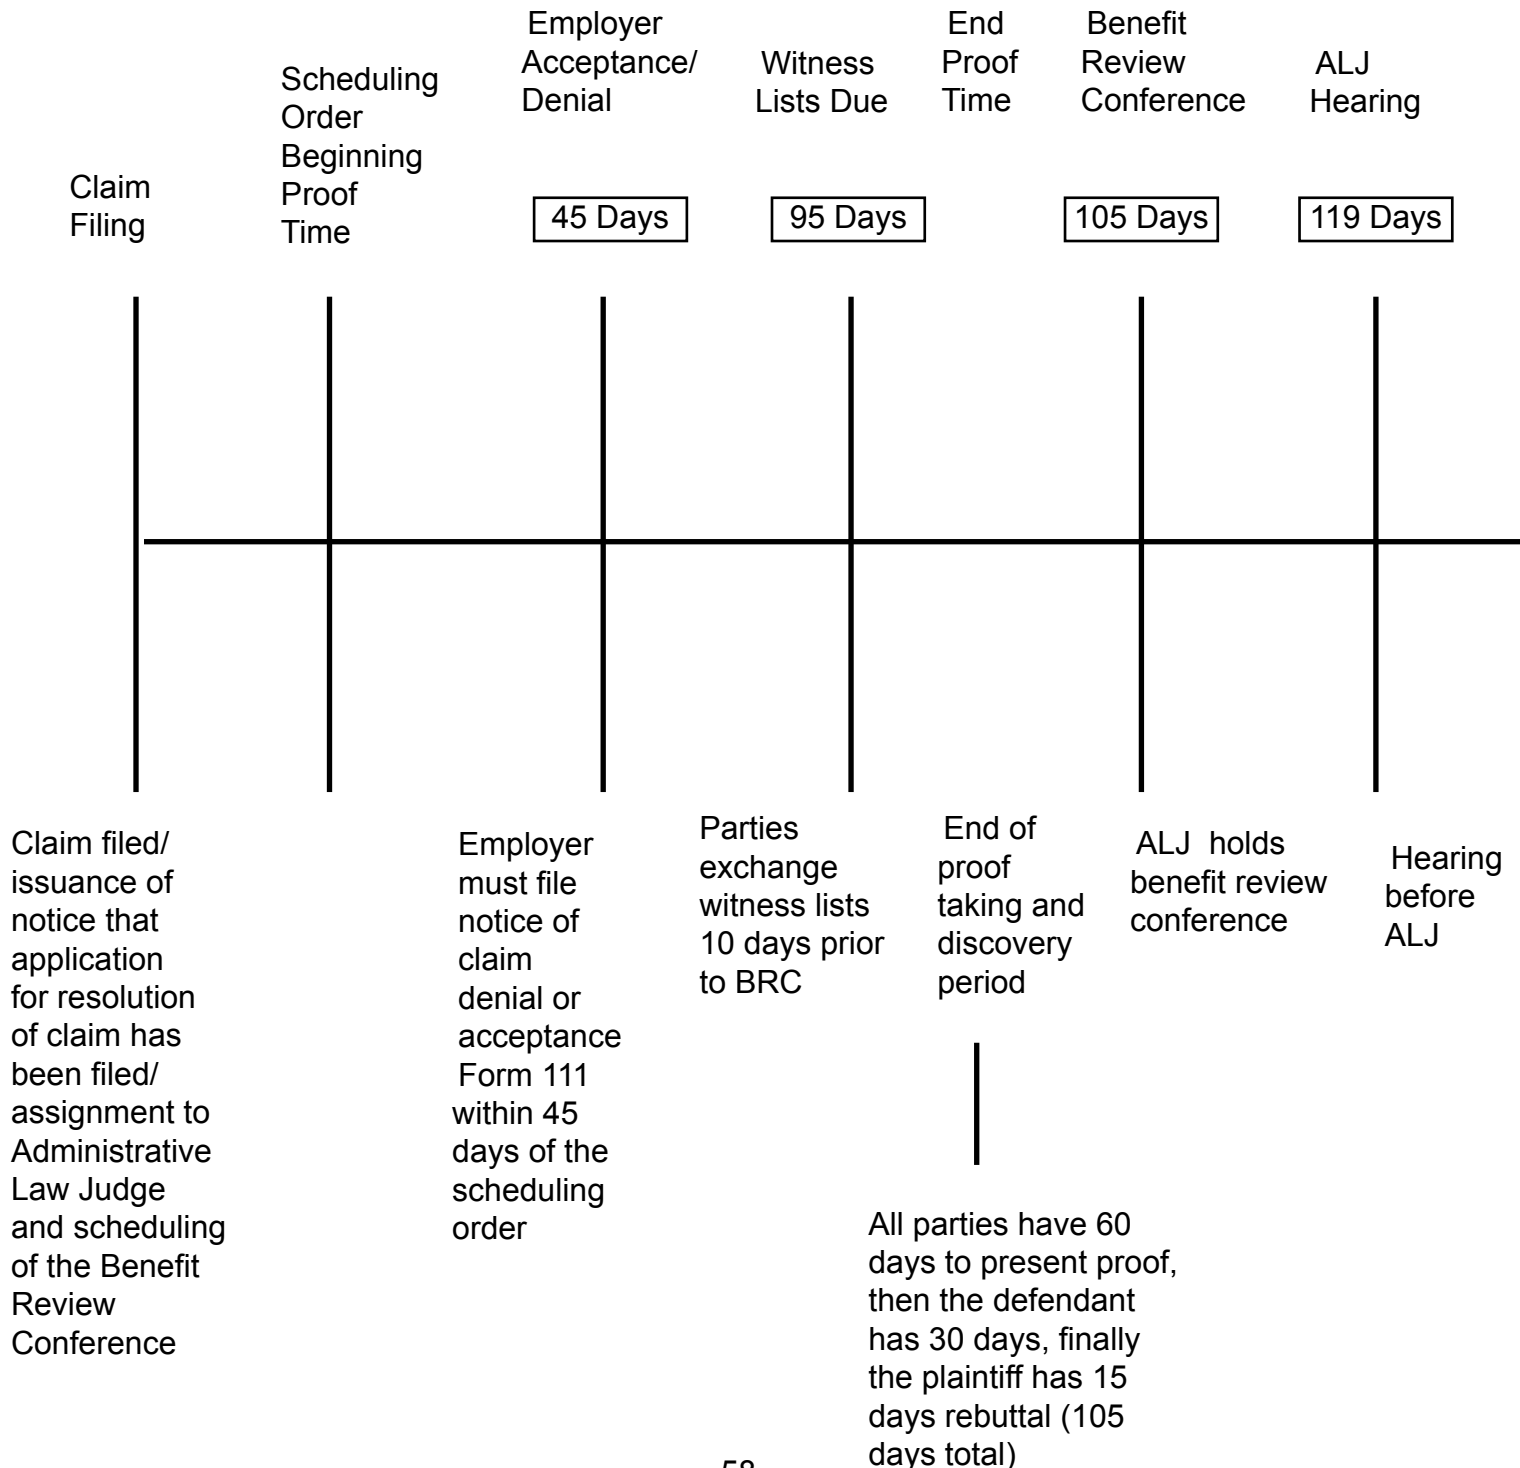 Claim
Filing
Scheduling
Order
Beginning
Proof
Time
Employer
Acceptance/
Denial
45 Days
Witness
Lists Due
95 Days
End
Proof
Time
Benefit
Review
Conference
105 Days
ALJ
Hearing
119 Days
Claim filed/
issuance of
notice that
application
for resolution
of claim has
been filed/
assignment to
Administrative
Law Judge
and scheduling
of the Benefit
Review
Conference
Employer
must file
notice of
claim
denial or
acceptance
Form 111
within 45
days of the
scheduling
order
Parties
exchange
witness lists
10 days prior
to BRC
End of
proof
taking and
discovery
period
All parties have 60
days to present proof,
then the defendant
has 30 days, finally
the plaintiff has 15
days rebuttal (105
days total)
ALJ holds
benefit review
conference
Hearing
before
ALJ
58